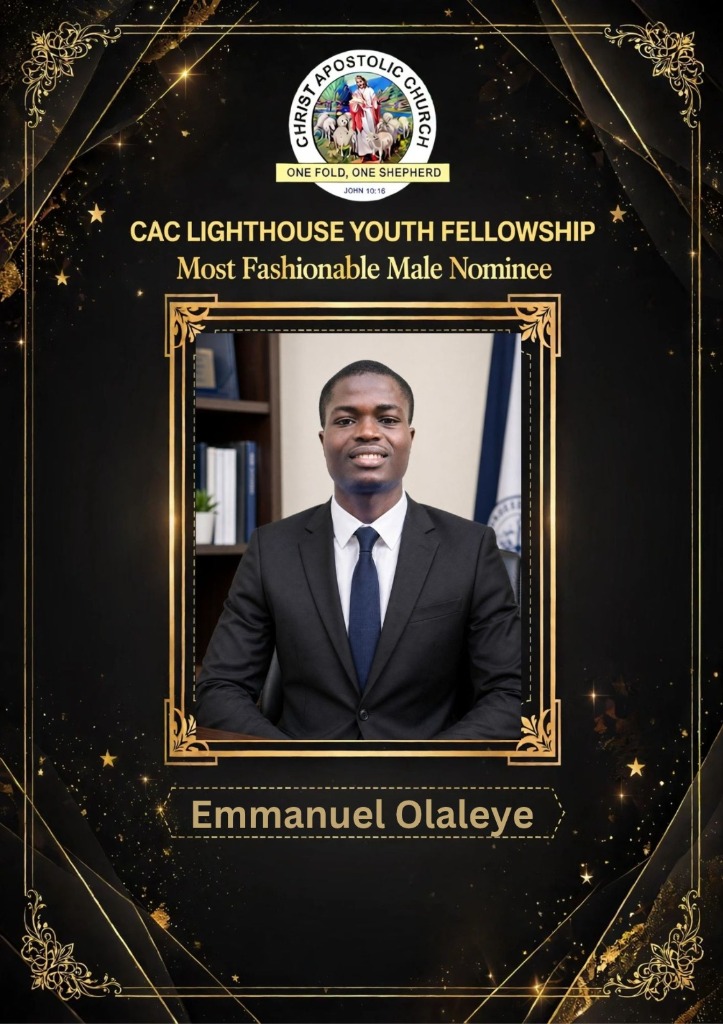 CHRIST APOSTOLIC CHURCH
ONE FOLD, ONE SHEPHERD
JOHN 10:16
CAC LIGHTHOUSE YOUTH FELLOWSHIP
Most Fashionable Male Nominee
Emmanuel Olaleye